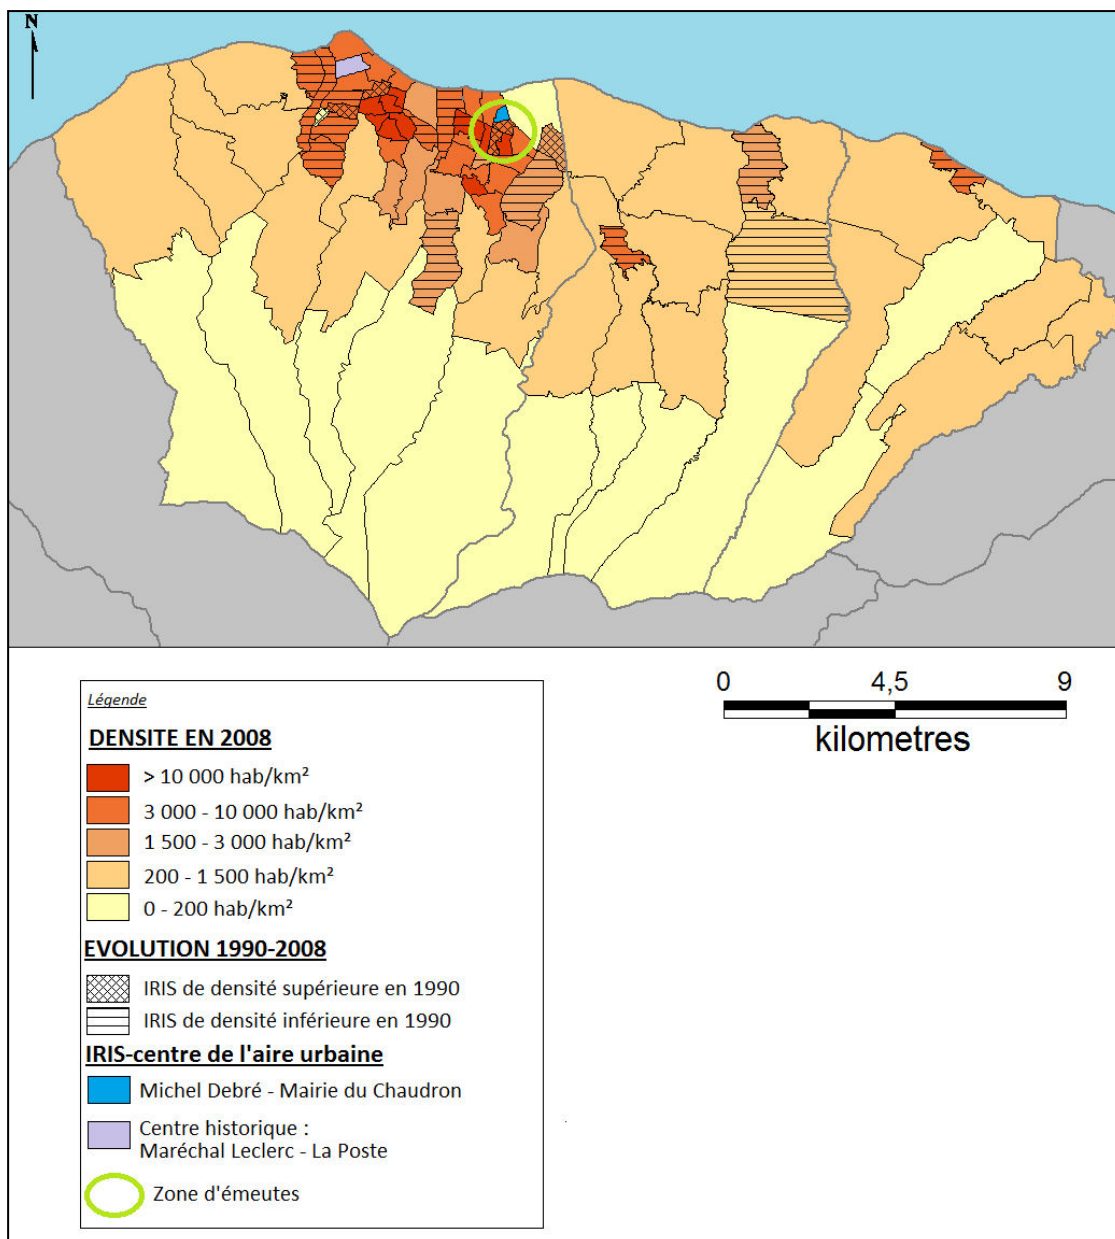 N
0 4,5 9
kilometres
Légende
DENSITE EN 2008
> 10 000 hab/km²
3 000 - 10 000 hab/km²
1 500 - 3 000 hab/km²
200 - 1 500 hab/km²
0 - 200 hab/km²
EVOLUTION 1990-2008
IRIS de densité supérieure en 1990
IRIS de densité inférieure en 1990
IRIS-centre de l'aire urbaine
Michel Debré - Mairie du Chaudron
Centre historique :
Maréchal Leclerc - La Poste
Zone d'émeutes